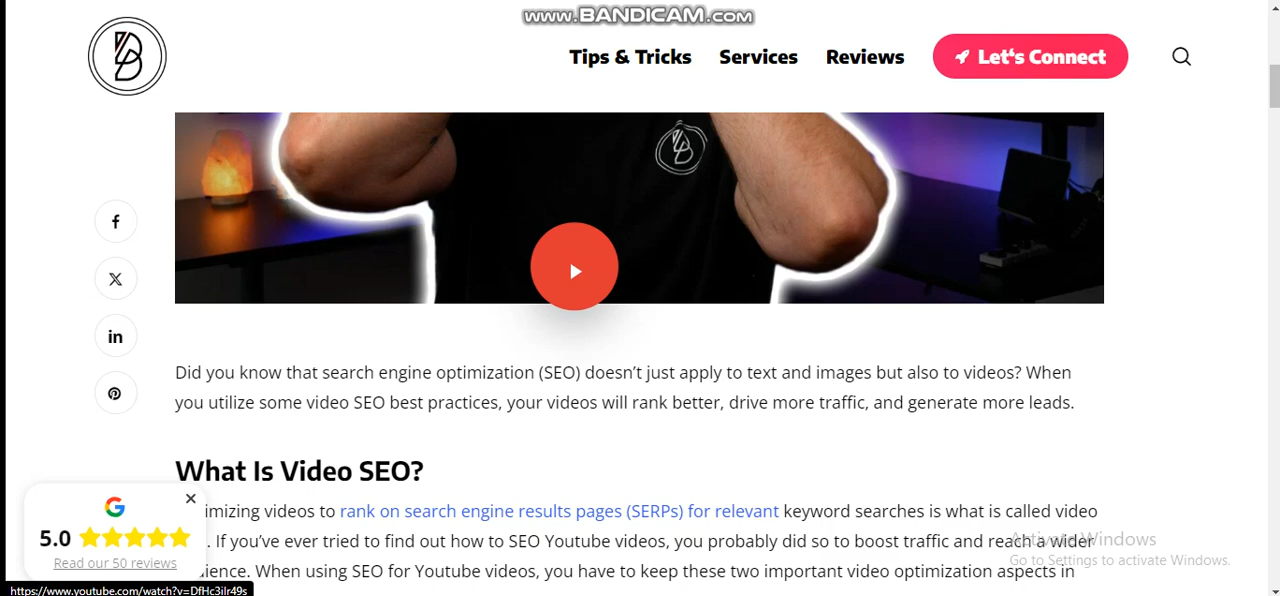 www.BANDICAM.com
Tips & Tricks
Services
Reviews
Let's Connect
Did you know that search engine optimization (SEO) doesn't just apply to text and images but also to videos? When
you utilize some video SEO best practices, your videos will rank better, drive more traffic, and generate more leads.
What Is Video SEO?
imizing videos to rank on search engine results pages (SERPs) for relevant keyword searches is what is called video
. If you've ever tried to find out how to SEO Youtube videos, you probably did so to boost traffic and reach a wider
dience. When using SEO for Youtube videos, you have to keep these two important video optimization aspects in
5.0
Read our 50 reviews
Activate Windows
Go to Settings to activate Windows.
https://www.youtube.com/watch?v=DfHc3iIr49s